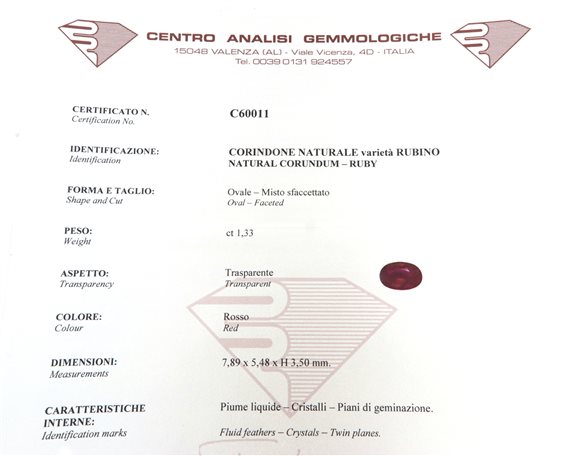 CENTRO ANALISI GEMMOLOGICHE
15048 VALENZA (AL) - Viale Vicenza, 4D - ITALIA
Tel. 0039 0131 924557
CERTIFICATO N. C60011
Certification No.
IDENTIFICAZIONE: CORINDONE NATURALE varietà RUBINO
Identification NATURAL CORUNDUM – RUBY
FORMA E TAGLIO: Ovale – Misto sfaccettato
Shape and Cut Oval – Faceted
PESO: ct 1,33
Weight
ASPETTO: Trasparente
Transparency Transparent
COLORE: Rosso
Colour Red
DIMENSIONI: 7,89 x 5,48 x H 3,50 mm.
Measurements
CARATTERISTICHE Piume liquide – Cristalli – Piani di geminazione.
INTERNE:
Identification marks Fluid feathers – Crystals – Twin planes.